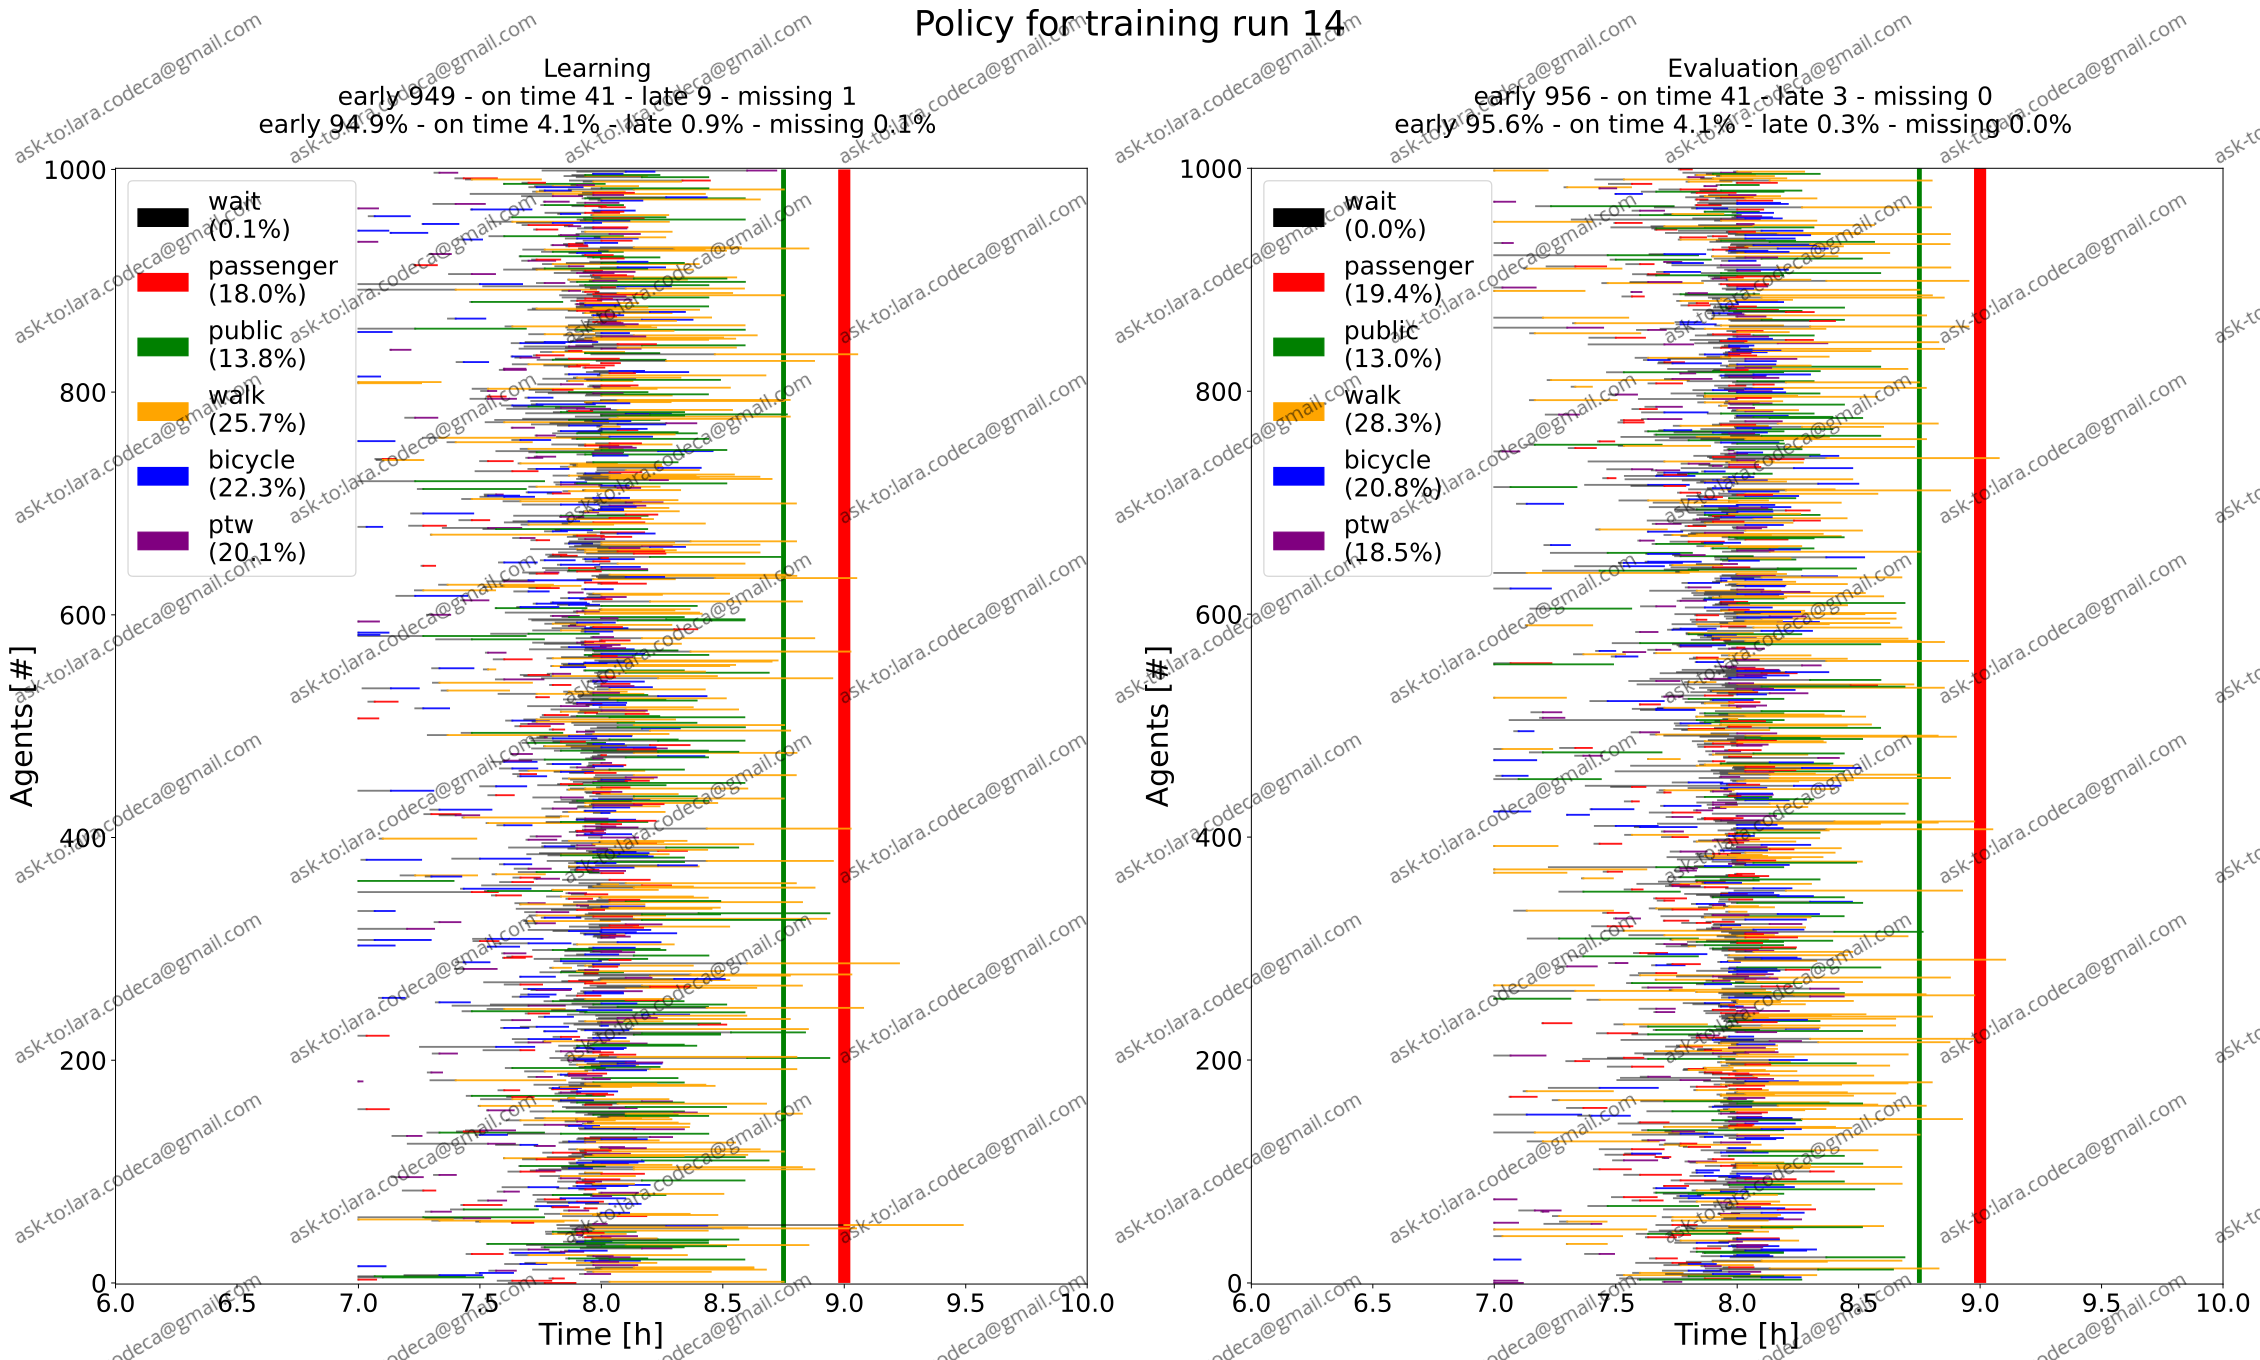 Policy for training run 14
Learning
early 949 - on time 41 - late 9 - missing 1
early 94.9% - on time 4.1% - late 0.9% - missing 0.1%
Agents [#]
1000
800
600
400
200
0
wait
(0.1%)
passenger
(18.0%)
public
(13.8%)
walk
(25.7%)
bicycle
(22.3%)
ptw
(20.1%)
6.0 6.5 7.0 7.5 8.0 8.5 9.0 9.5 10.0
Time [h]
Evaluation
early 956 - on time 41 - late 3 - missing 0
early 95.6% - on time 4.1% - late 0.3% - missing 0.0%
Agents [#]
1000
800
600
400
200
0
wait
(0.0%)
passenger
(19.4%)
public
(13.0%)
walk
(28.3%)
bicycle
(20.8%)
ptw
(18.5%)
6.0 6.5 7.0 7.5 8.0 8.5 9.0 9.5 10.0
Time [h]
ask-to:lara.codeca@gmail.com